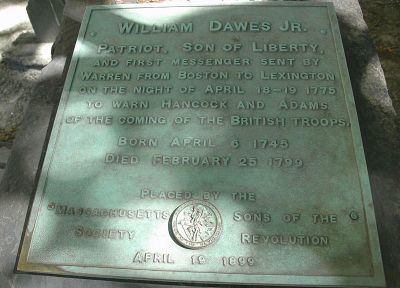 WILLIAM DAWES JR.
PATRIOT, SON OF LIBERTY,
AND FIRST MESSENGER SENT BY
WARREN FROM BOSTON TO LEXINGTON
ON THE NIGHT OF APRIL 18-19 1775
TO WARN HANCOCK AND ADAMS
OF THE COMING OF THE BRITISH TROOPS.
BORN APRIL 6 1745
DIED FEBRUARY 25 1799
PLACED BY THE
MASSACHUSETTS SONS OF THE
SOCIETY REVOLUTION
APRIL 19 1899